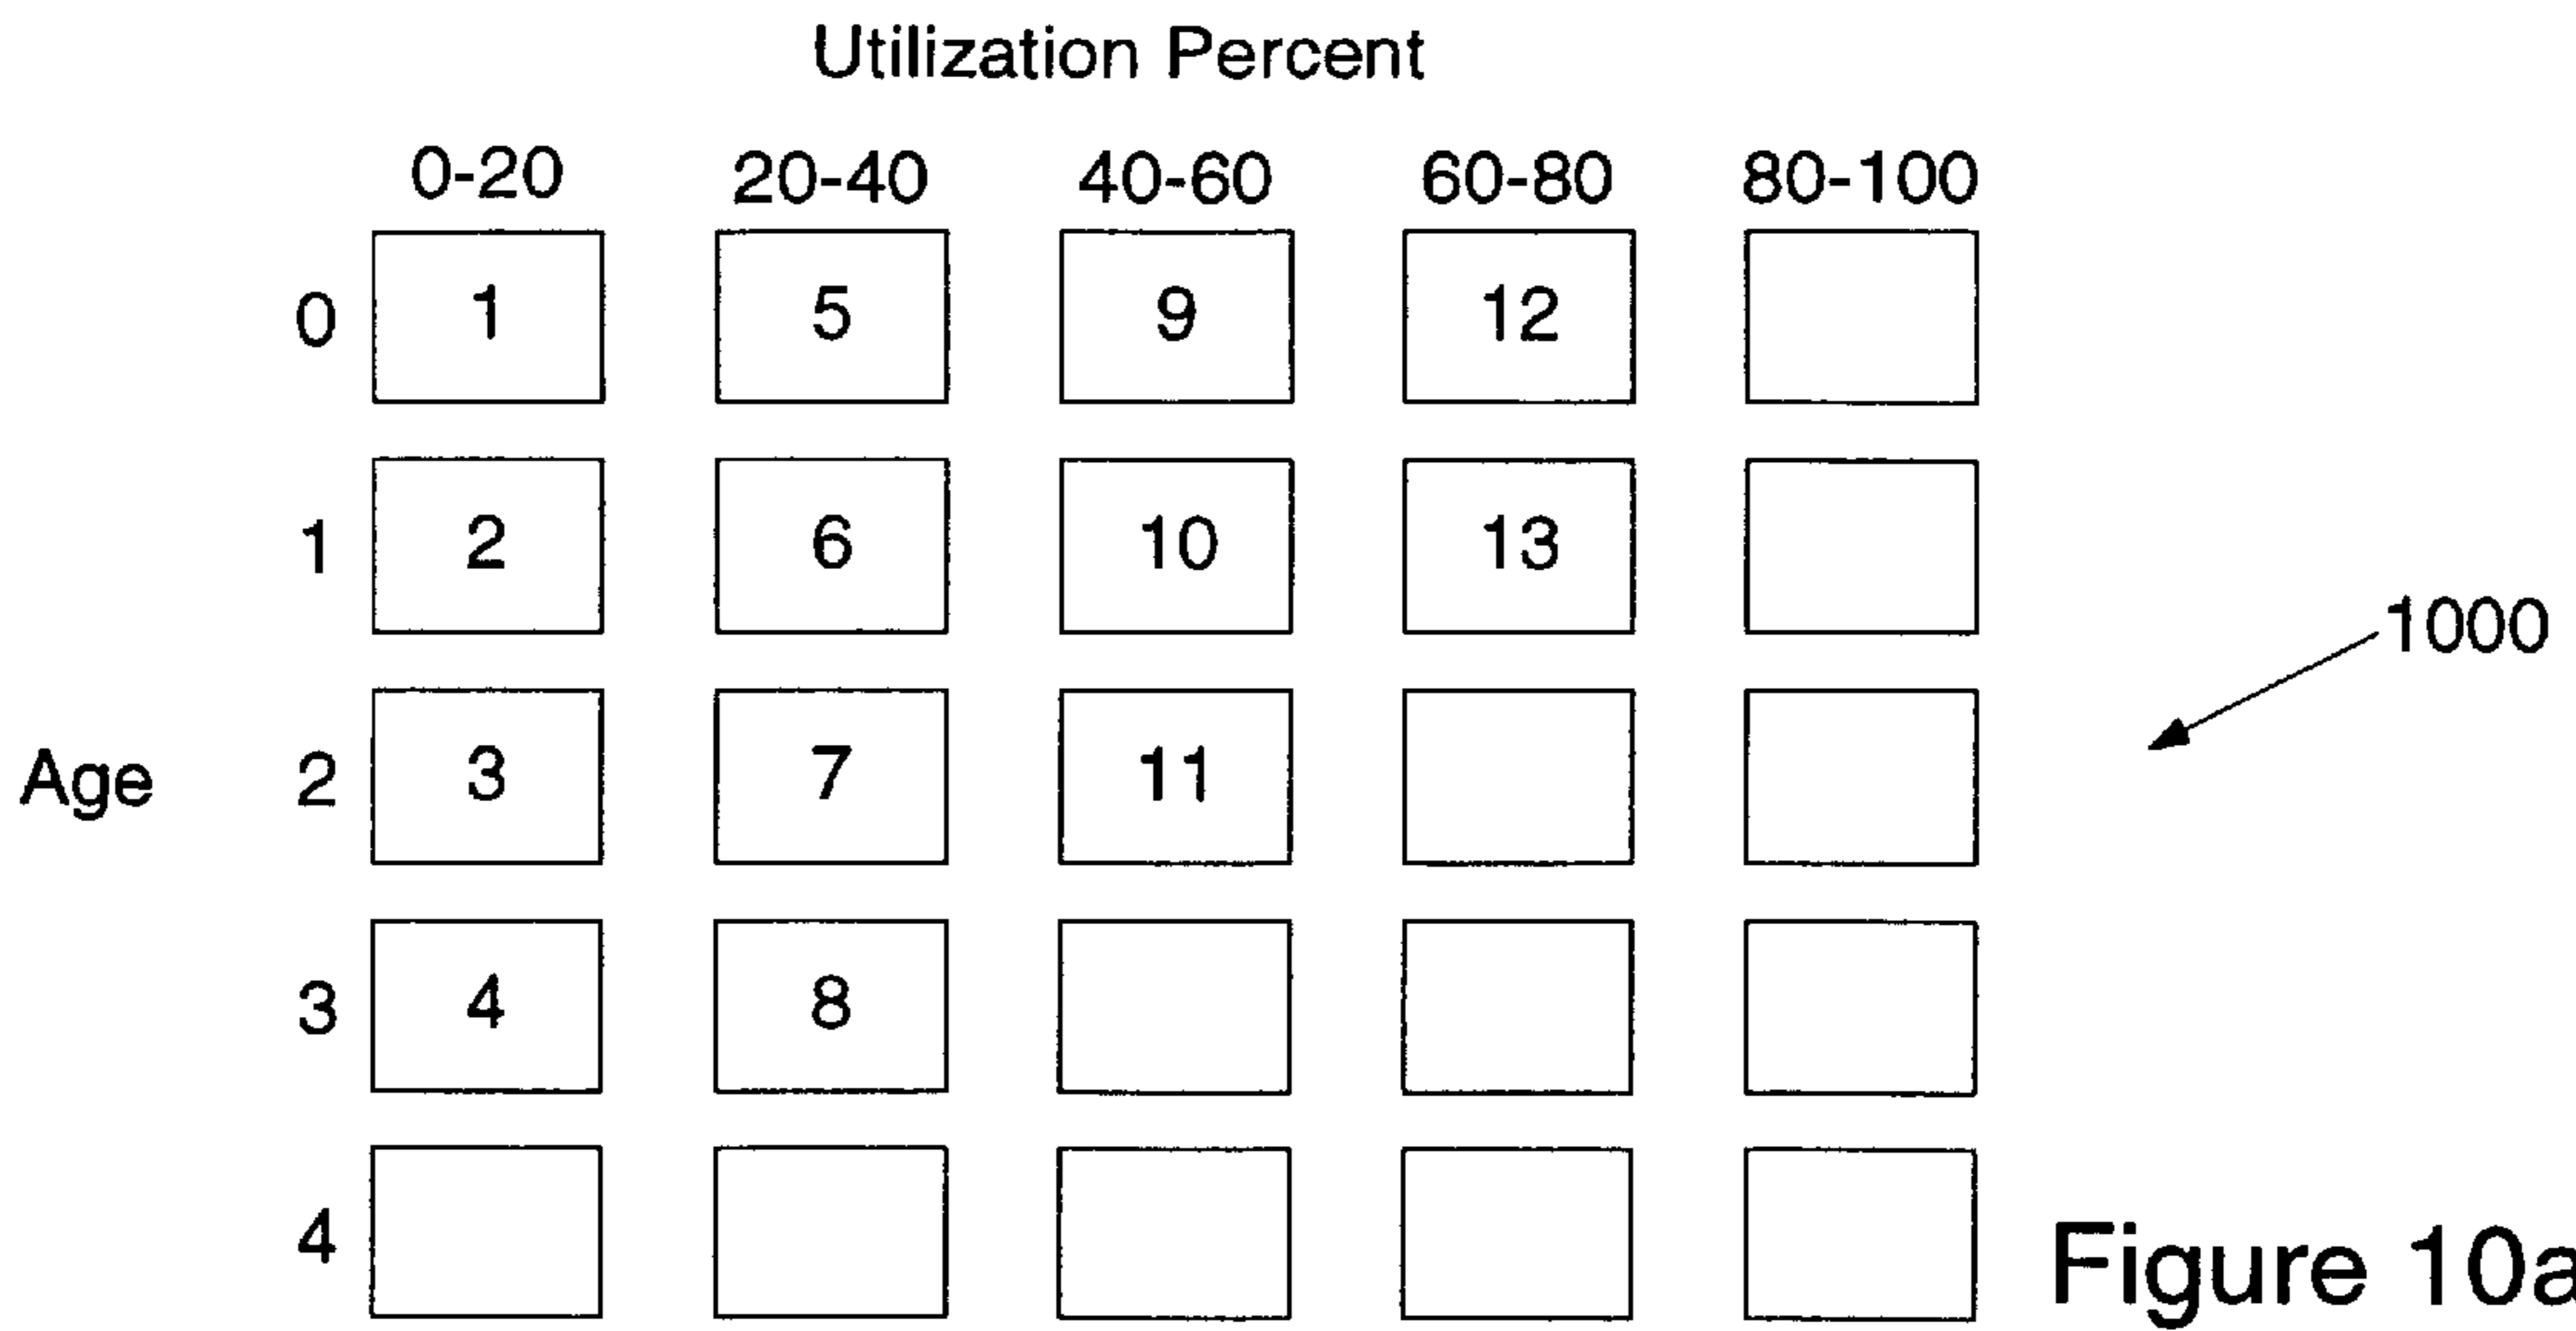 Utilization Percent
0-20 20-40 40-60 60-80 80-100
0 1 5 9 12
1 2 6 10 13
1000
Age 2 3 7 11
3 4 8
4
Figure 10a